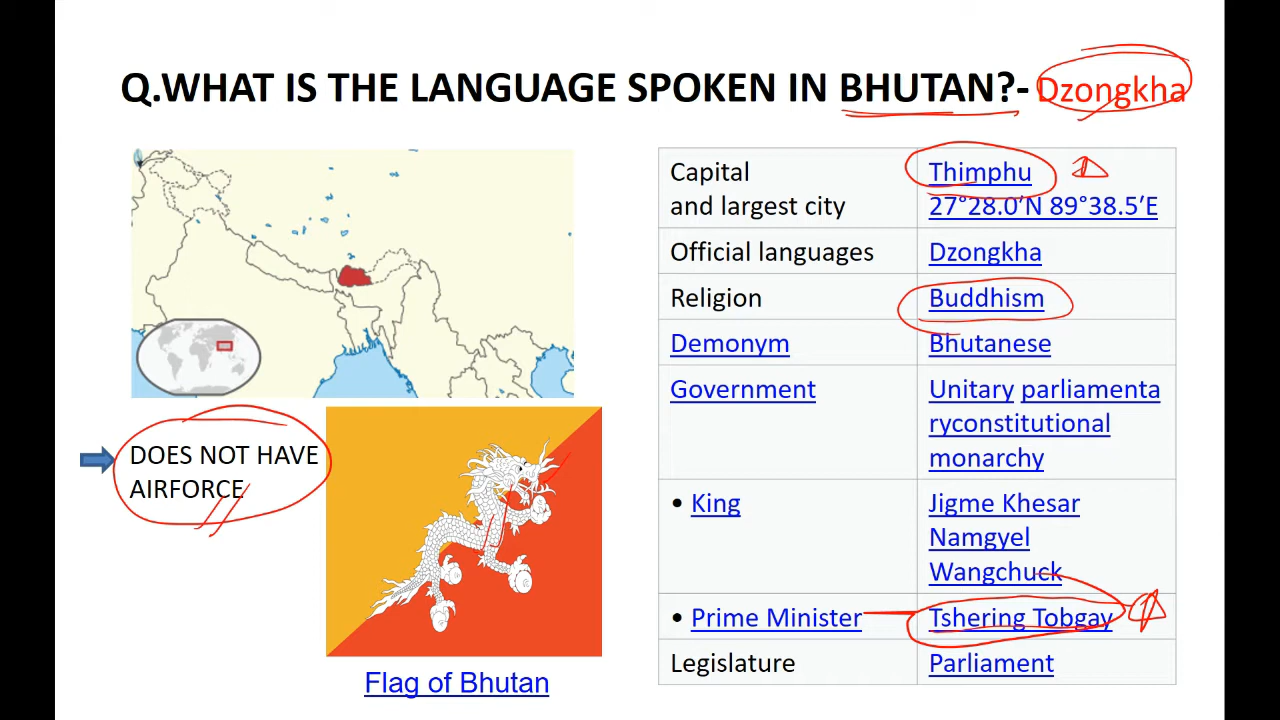 Q.WHAT IS THE LANGUAGE SPOKEN IN BHUTAN?- Dzongkha
Capital
and largest city
Thimphu
27°28.0′N 89°38.5′E
Official languages
Dzongkha
Religion
Buddhism
Demonym
Bhutanese
Government
Unitary parliamenta
ryconstitutional
monarchy
• King
Jigme Khesar
Namgyel
Wangchuck
• Prime Minister
Tshering Tobgay
Legislature
Parliament
DOES NOT HAVE
AIRFORCE
Flag of Bhutan